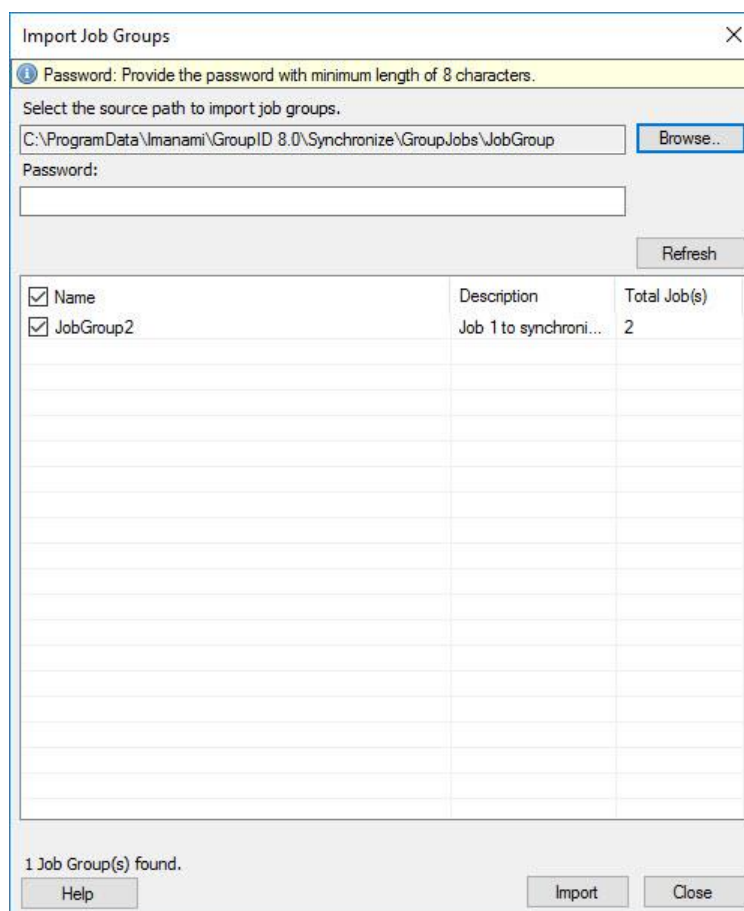 Import Job Groups
Password: Provide the password with minimum length of 8 characters.
Select the source path to import job groups.
C:\ProgramData\Imanami\GroupID 8.0\Synchronize\GroupJobs\JobGroup Browse..
Password:
Refresh
Name Description Total Job(s)
JobGroup2 Job 1 to synchroni... 2
1 Job Group(s) found.
Help Import Close